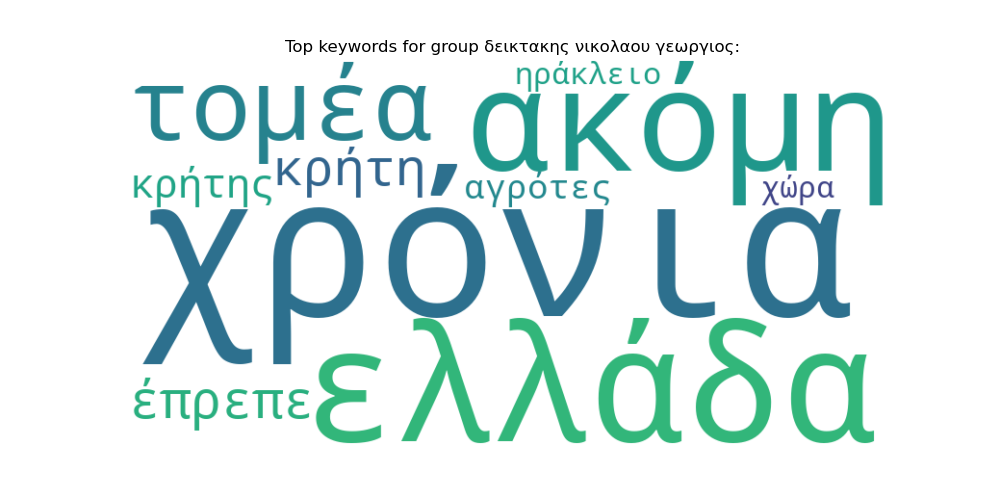 Top keywords for group δεικτακης νικολαου γεωργιος:
ηράκλειο
τομέα ακόμη
κρήτης κρήτη αγρότες χώρα
χρόνια
έπρεπε ελλάδα